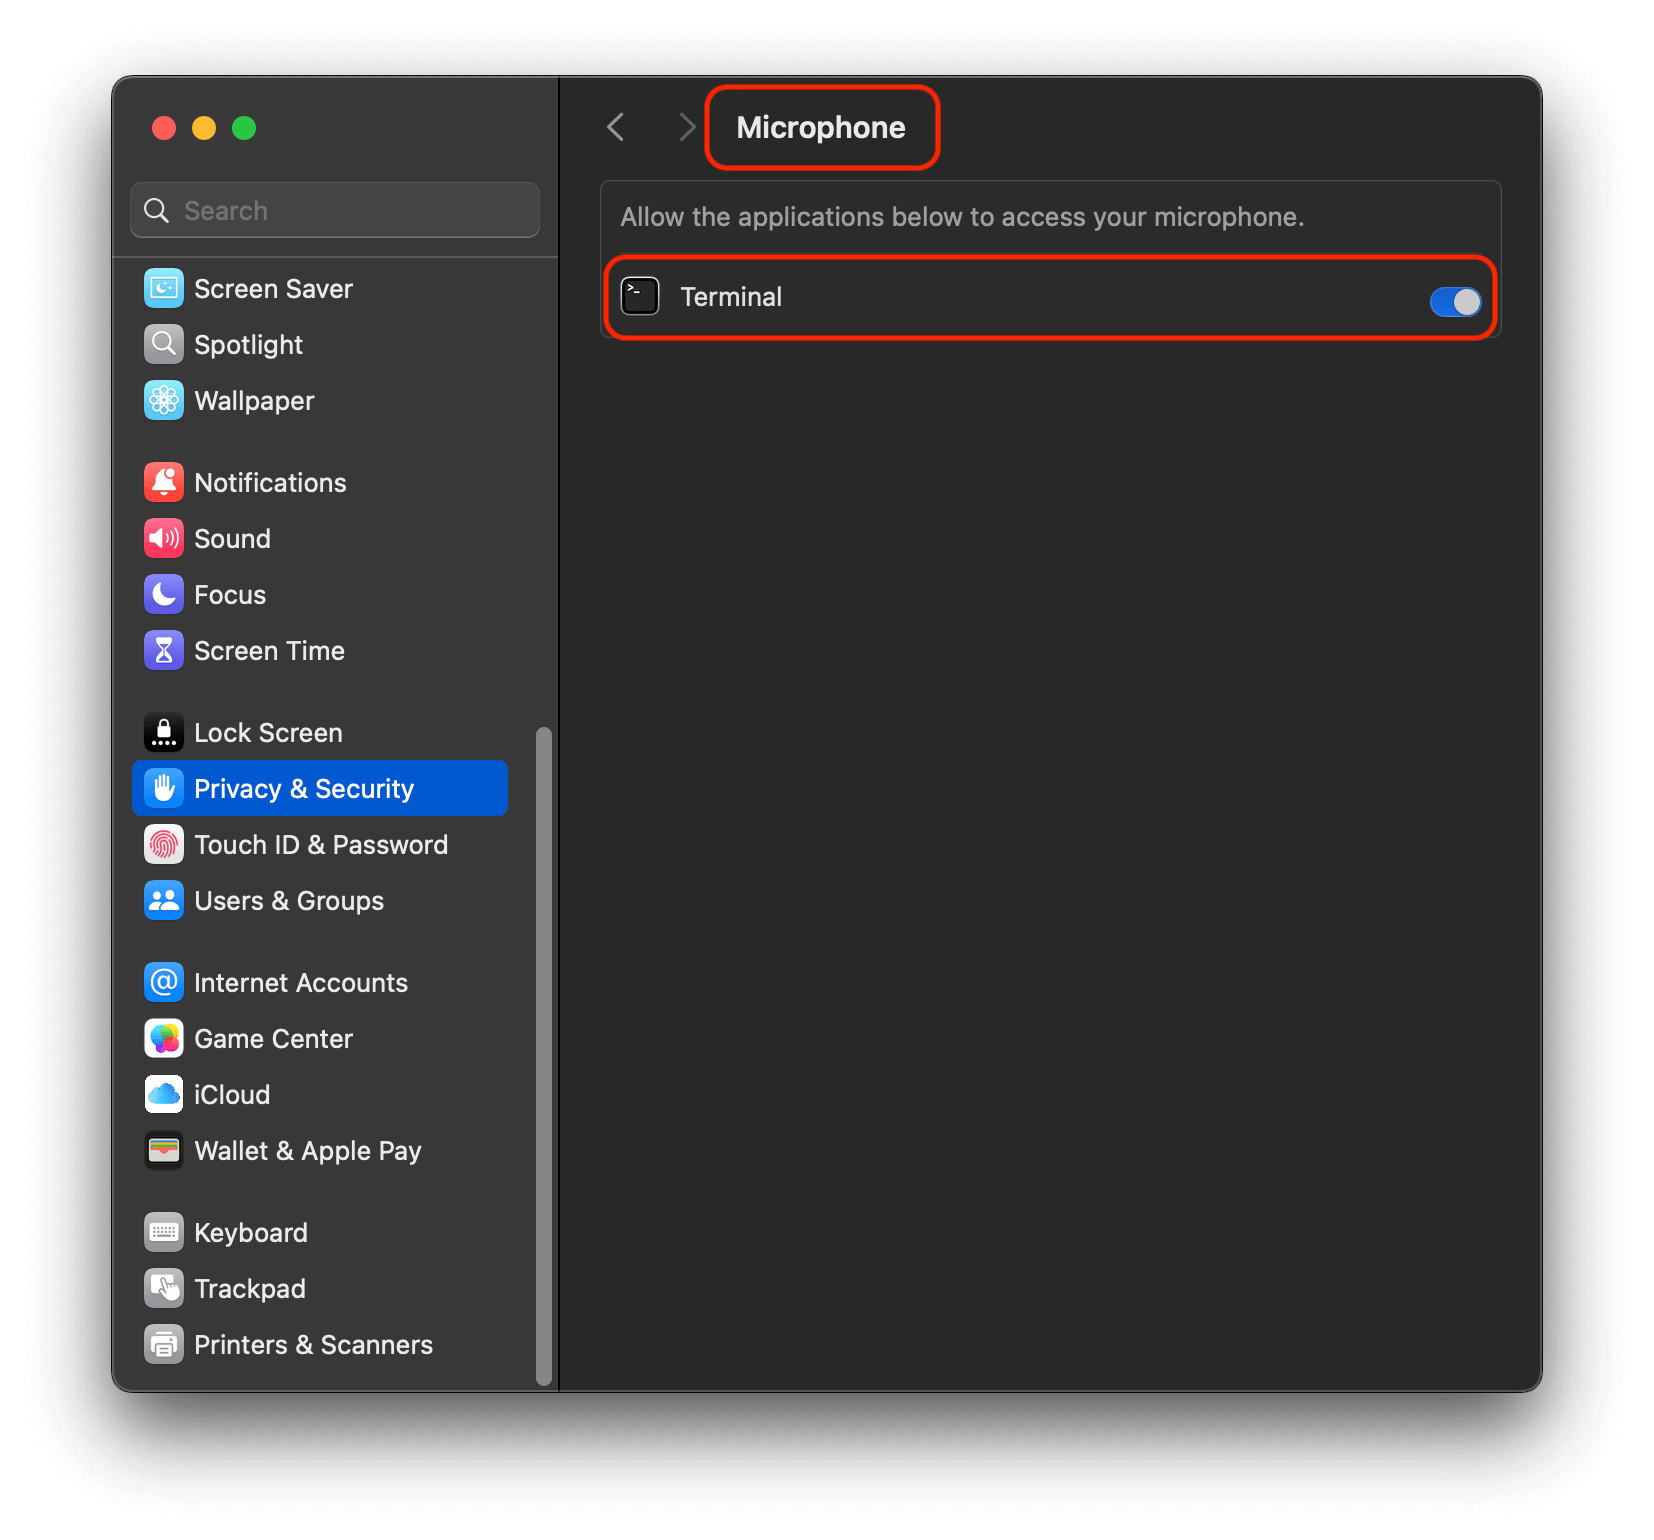 Search
Screen Saver
Spotlight
Wallpaper
Notifications
Sound
Focus
Screen Time
Lock Screen
Privacy & Security
Touch ID & Password
Users & Groups
Internet Accounts
Game Center
iCloud
Wallet & Apple Pay
Keyboard
Trackpad
Printers & Scanners
Microphone
Allow the applications below to access your microphone.
Terminal